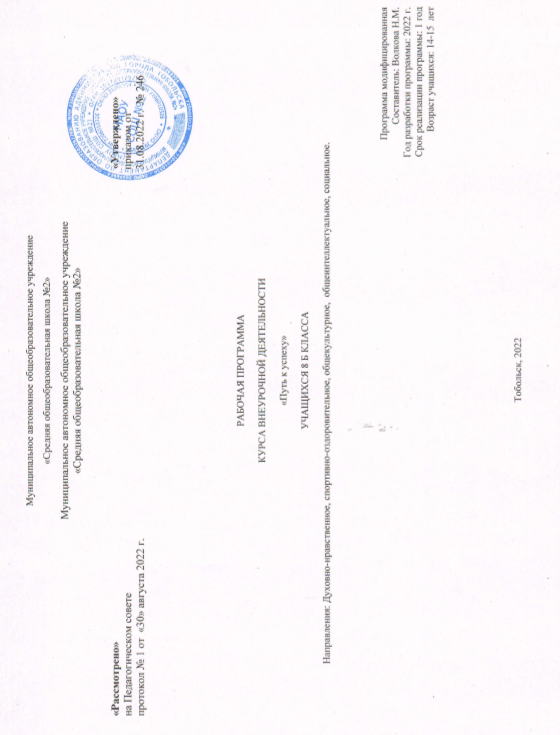 Муниципальное автономное общеобразовательное учреждение
«Средняя общеобразовательная школа №2»
Муниципальное автономное общеобразовательное учреждение
«Средняя общеобразовательная школа №2»
«Рассмотрено»
на Педагогическом совете
протокол № 1 от «30» августа 2022 г.
«Утверждено»
приказом от
31.08.2022 г. № 246
РАБОЧАЯ ПРОГРАММА
КУРСА ВНЕУРОЧНОЙ ДЕЯТЕЛЬНОСТИ
«Путь к успеху»
УЧАЩИХСЯ 8 Б КЛАССА
Направления: Духовно-нравственное, спортивно-оздоровительное, общекультурное, общеинтеллектуальное, социальное.
Программа модифицированная
Составитель: Волкова Н.М.
Год разработки программы: 2022 г.
Срок реализации программы: 1 год
Возраст учащихся: 14-15 лет
Тобольск, 2022